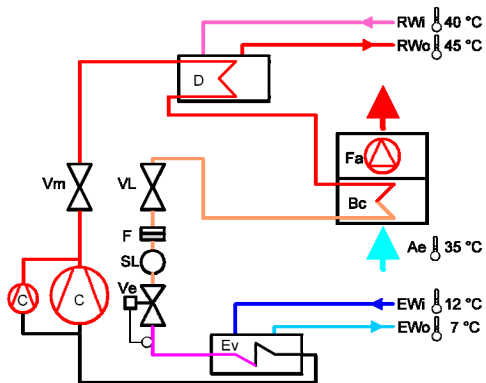 RWi 40 °C
RWo 45 °C
D
Fa
Vm
VL
Bc
F
Ae 35 °C
SL
Ve
C
C
EWi 12 °C
EWo 7 °C
Ev